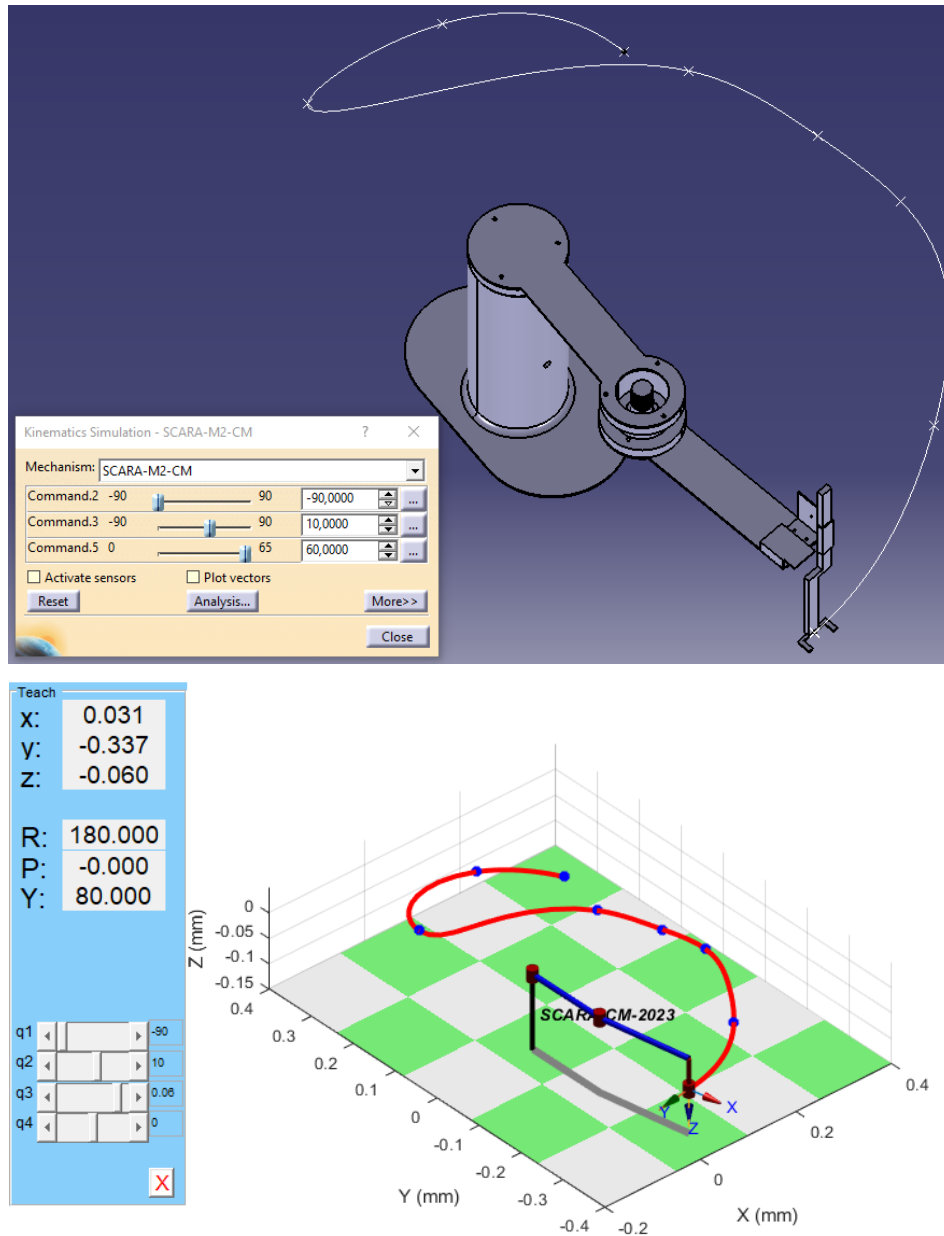 Kinematics Simulation - SCARA-M2-CM ? ×
Mechanism: SCARA-M2-CM
Command.2 -90 90 -90,0000 ...
Command.3 -90 90 10,0000 ...
Command.5 0 65 60,0000 ...
Activate sensors Plot vectors
Reset Analysis... More>>
Close
Teach
x: 0.031
y: -0.337
z: -0.060
R: 180.000
P: -0.000
Y: 80.000
q1 -90
q2 10
q3 0.06
q4 0
X
Z (mm)
0
-0.05
-0.1
-0.15
0.4
0.3
0.2
0.1
0
-0.1
-0.2
-0.3
-0.4
Y (mm)
-0.2
0
0.2
0.4
X (mm)
SCARA-CM-2023
X
Y
Z